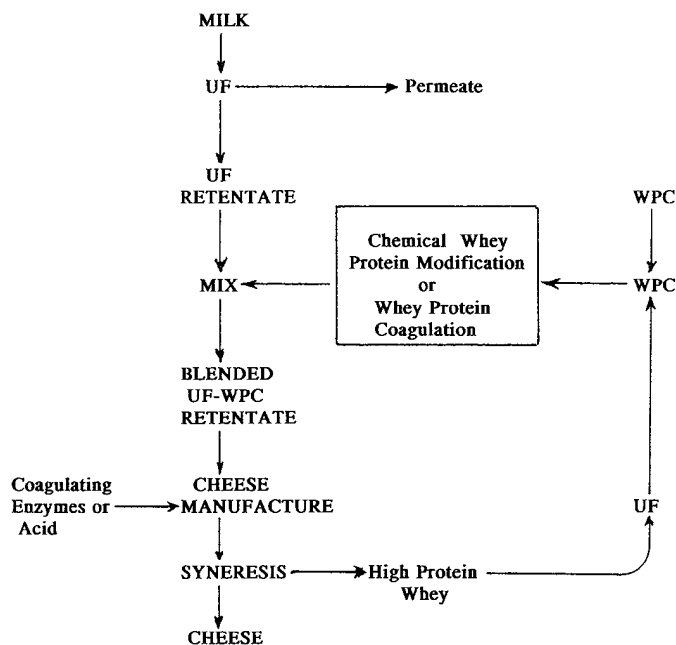 MILK
UF
Permeate
UF
RETENTATE
WPC
Chemical Whey
Protein Modification
or
Whey Protein
Coagulation
MIX
WPC
BLENDED
UF-WPC
RETENTATE
Coagulating
Enzymes or
Acid
CHEESE
MANUFACTURE
UF
SYNERESIS
High Protein
Whey
CHEESE